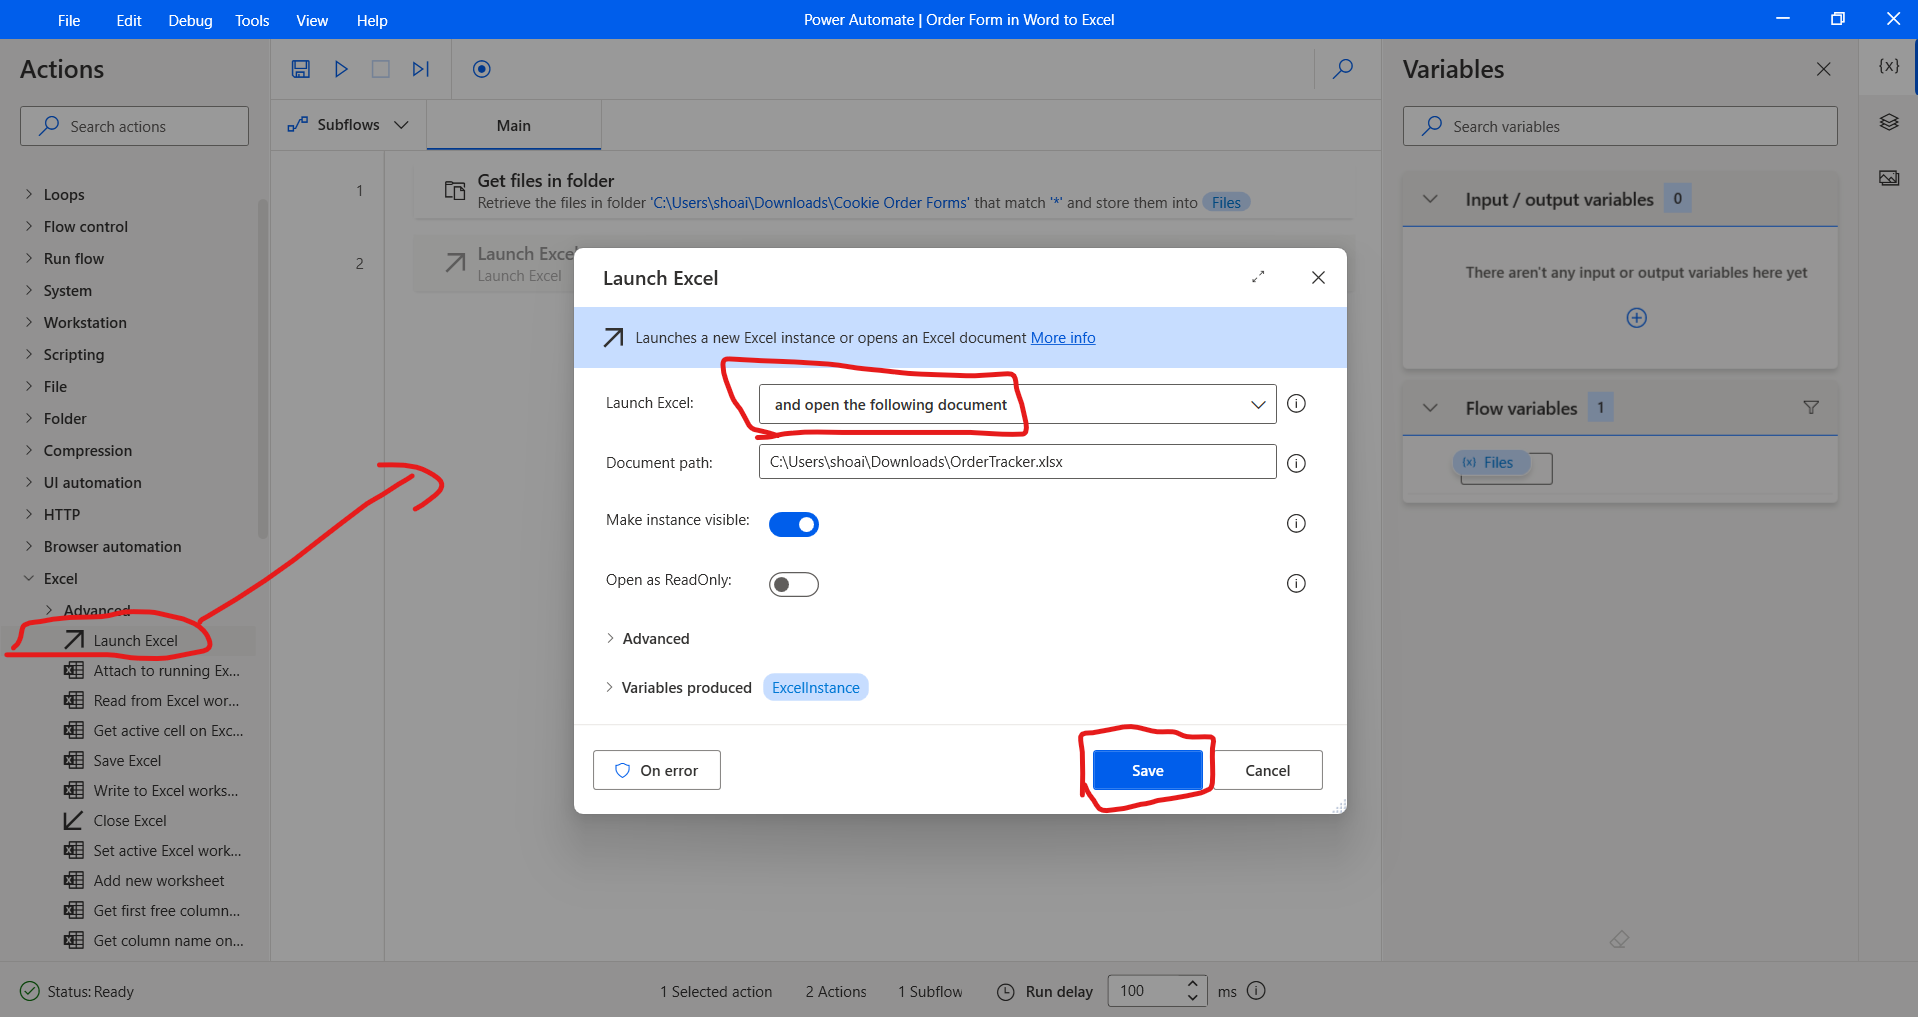 File Edit Debug Tools View Help
Power Automate | Order Form in Word to Excel
Actions
Search actions
Loops
Flow control
Run flow
System
Workstation
Scripting
File
Folder
Compression
UI automation
HTTP
Browser automation
Excel
Advanced
Launch Excel
Attach to running Ex...
Read from Excel wor...
Get active cell on Exc...
Save Excel
Write to Excel works...
Close Excel
Set active Excel work...
Add new worksheet
Get first free column...
Get column name on...
Subflows
Main
1
Get files in folder
Retrieve the files in folder 'C:\Users\shoai\Downloads\Cookie Order Forms' that match '*' and store them into Files
2
Launch Excel
Launch Excel
Launch Excel
Launches a new Excel instance or opens an Excel document More info
Launch Excel: and open the following document
Document path: C:\Users\shoai\Downloads\OrderTracker.xlsx
Make instance visible:
Open as ReadOnly:
Advanced
Variables produced ExcelInstance
On error
Save
Cancel
Variables
{x}
Search variables
Input / output variables 0
There aren't any input or output variables here yet
Flow variables 1
(x) Files
Status: Ready
1 Selected action
2 Actions
1 Subflow
Run delay 100 ms